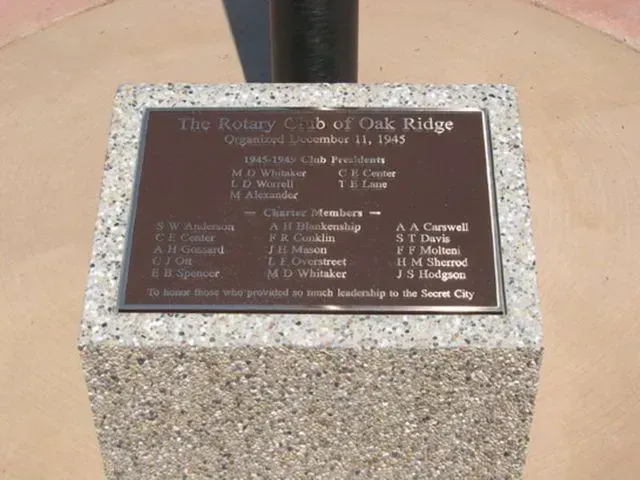 The Rotary Club of Oak Ridge
Organized December 11, 1945
1945-1949 Club Presidents
M D Whitaker C E Center
L D Worrell T E Lane
M Alexander
— Charter Members —
S W Anderson A H Blankenship A A Carswell
C E Center F R Conklin S T Davis
A H Gossard J H Mason F F Molteni
C J Ott L F Overstreet H M Sherrod
E B Spencer M D Whitaker J S Hodgson
To honor those who provided so much leadership to the Secret City